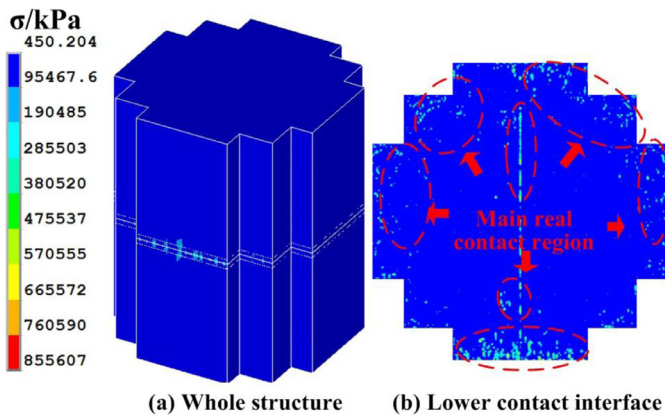 σ/kPa
450.204
95467.6
190485
285503
380520
475537
570555
665572
760590
855607
Main real
contact region
(a) Whole structure
(b) Lower contact interface